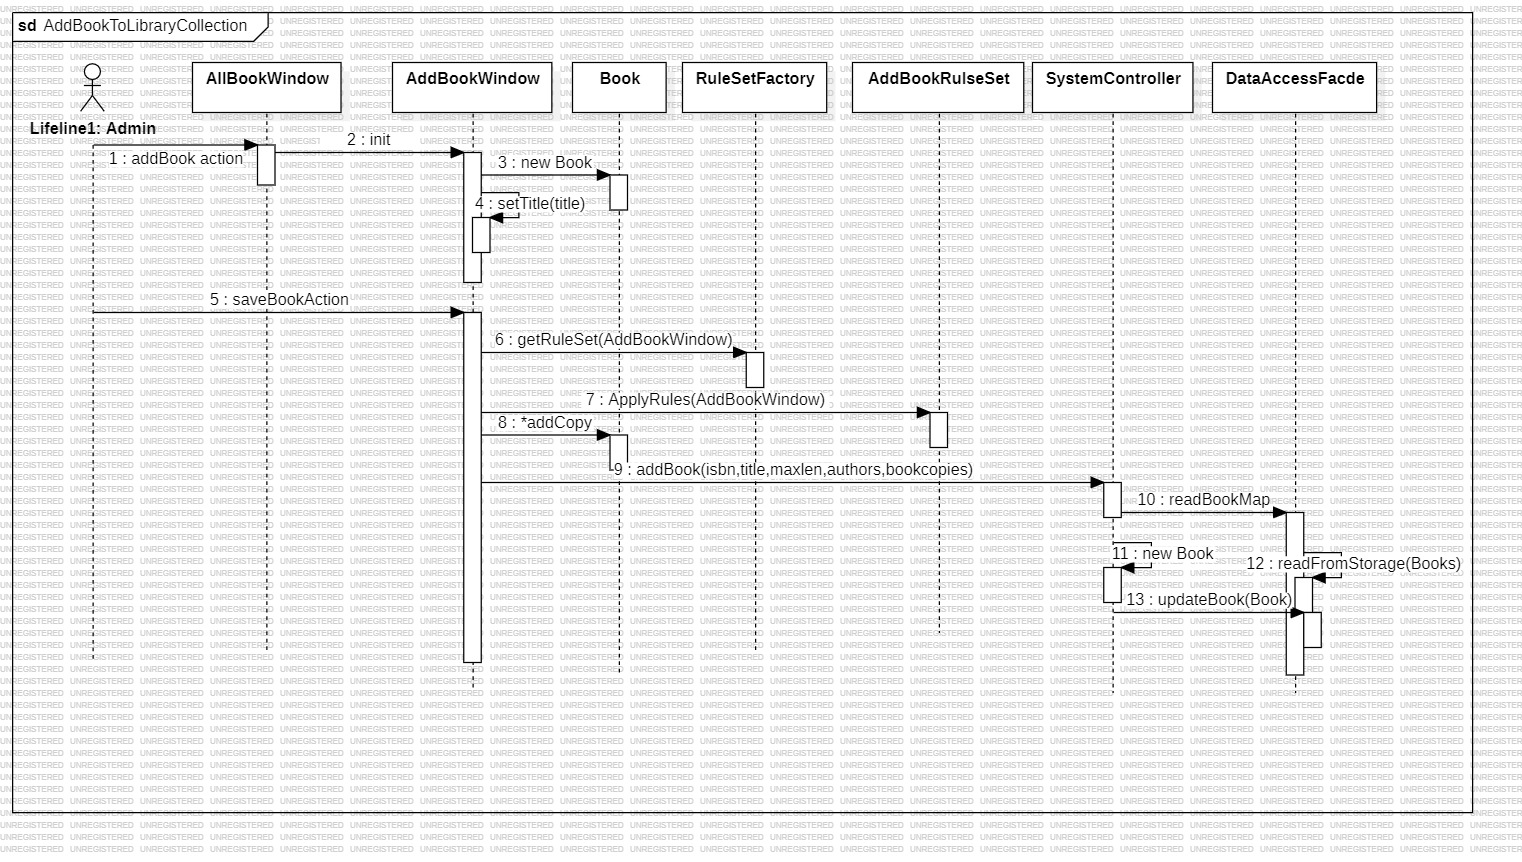 sd AddBookToLibraryCollection
AllBookWindow
AddBookWindow
Book
RuleSetFactory
AddBookRulseSet
SystemController
DataAccessFacde
Lifeline1: Admin
1 : addBook action
2 : init
3 : new Book
4 : setTitle(title)
5 : saveBookAction
6 : getRuleSet(AddBookWindow)
7 : ApplyRules(AddBookWindow)
8 : *addCopy
9 : addBook(isbn,title,maxlen,authors,bookcopies)
10 : readBookMap
11 : new Book
12 : readFromStorage(Books)
13 : updateBook(Book)
UNREGISTERED